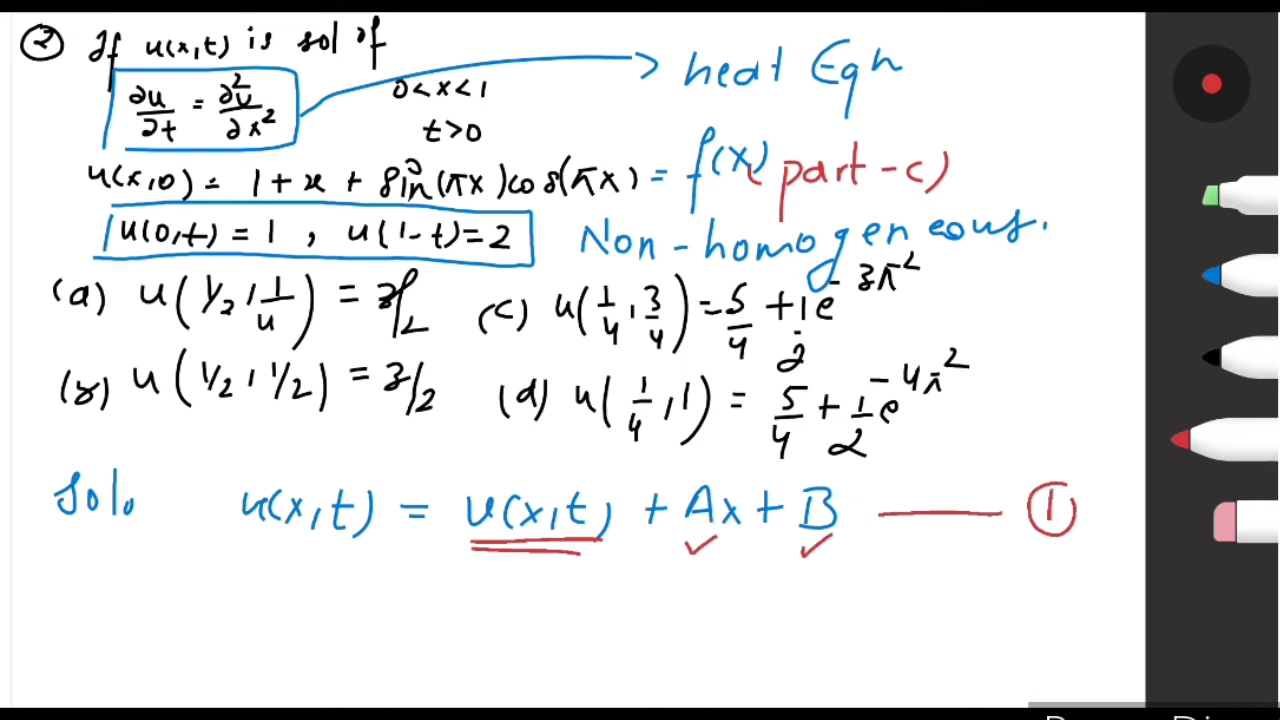 ② If u(x,t) is sol of
∂u/∂t = ∂²u/∂x² 0<x<1 → heat Eqn
t>0
u(x,0) = 1+x + sin(πx)cos(πx) = f(x) part-c)
u(0,t)=1, u(1-t)=2 Non-homogeneous.
(a) u(1/2, 1/4) = 3/2 (c) u(1/4, 3/4) = 5/4 + 1/2 e^-3π²
(b) u(1/2, 1/2) = 3/2 (d) u(1/4, 1) = 5/4 + 1/2 e^-4π²
Solo u(x,t) = v(x,t) + Ax + B —— ①